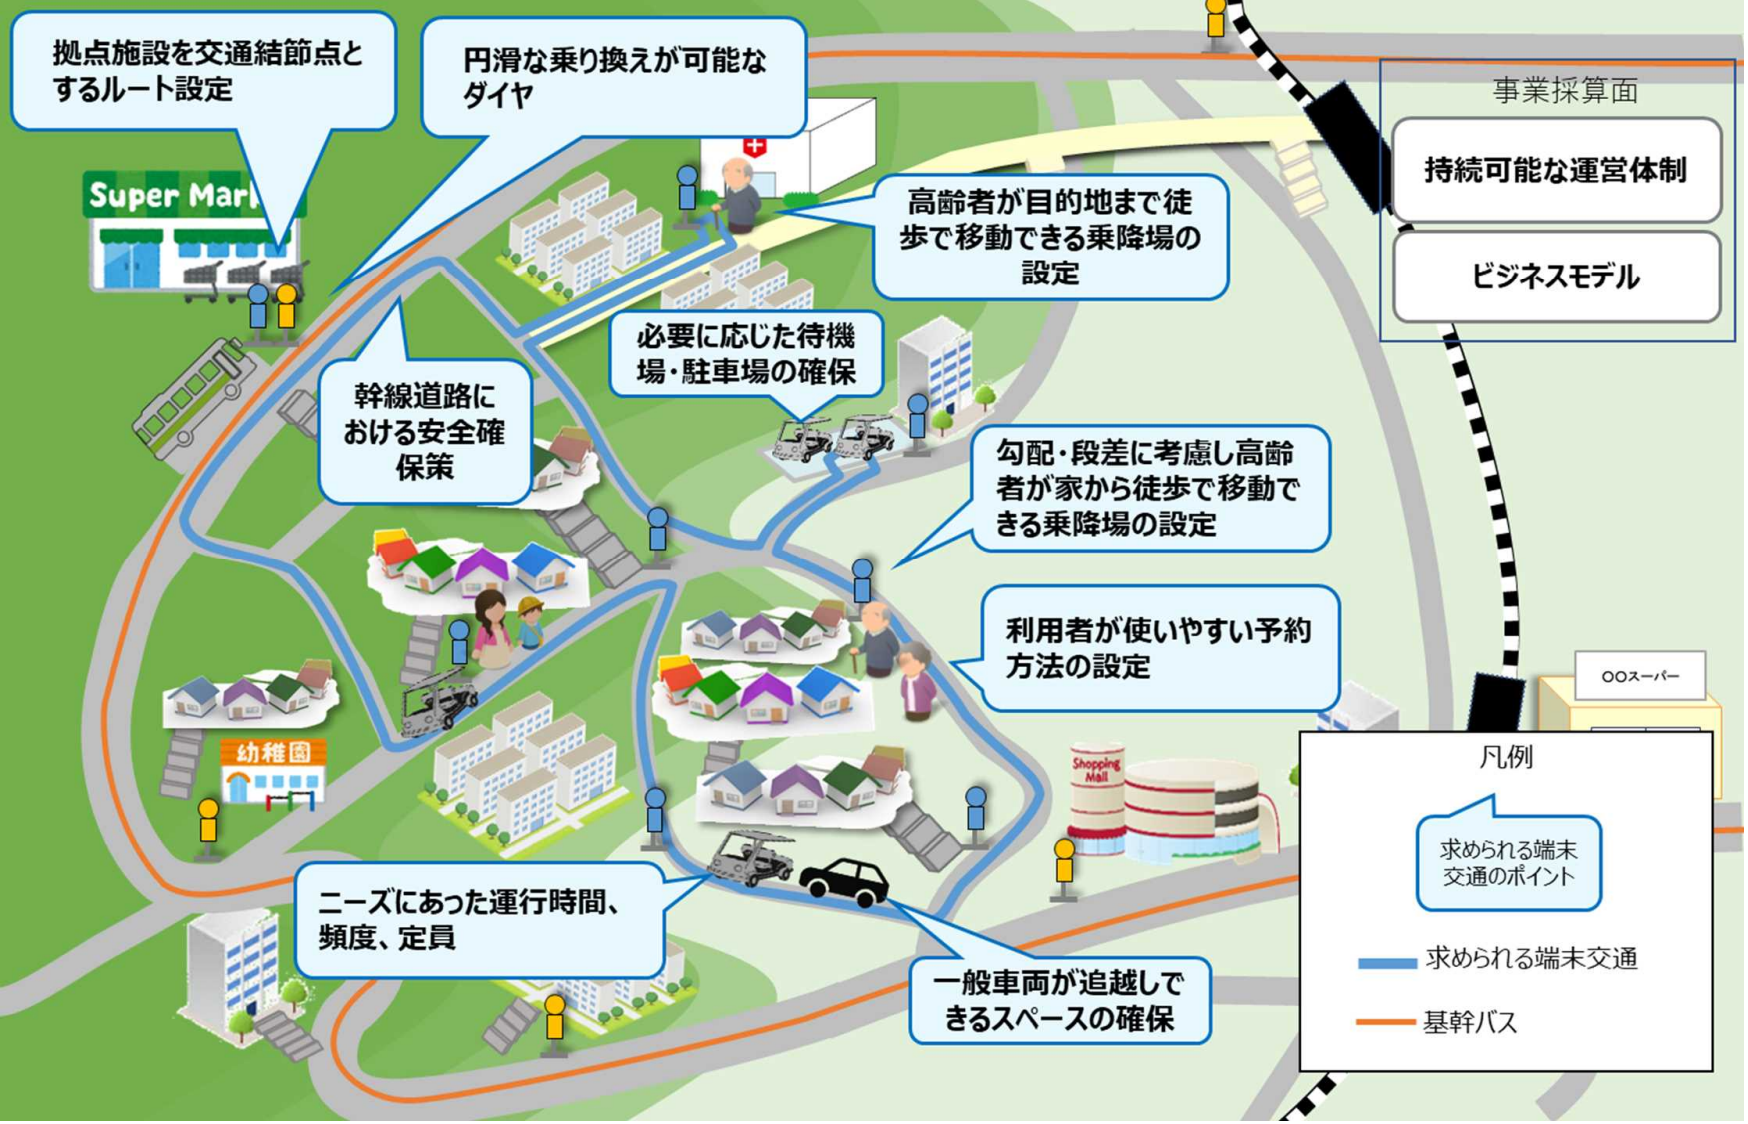 拠点施設を交通結節点と
するルート設定
円滑な乗り換えが可能な
ダイヤ
事業採算面
持続可能な運営体制
ビジネスモデル
Super Mar
高齢者が目的地まで徒
歩で移動できる乗降場の
設定
必要に応じた待機
場・駐車場の確保
幹線道路に
おける安全確
保策
勾配・段差に考慮し高齢
者が家から徒歩で移動で
きる乗降場の設定
利用者が使いやすい予約
方法の設定
〇〇スーパー
幼稚園
Shopping
Mall
凡例
求められる端末
交通のポイント
求められる端末交通
基幹バス
ニーズにあった運行時間、
頻度、定員
一般車両が追越しで
きるスペースの確保